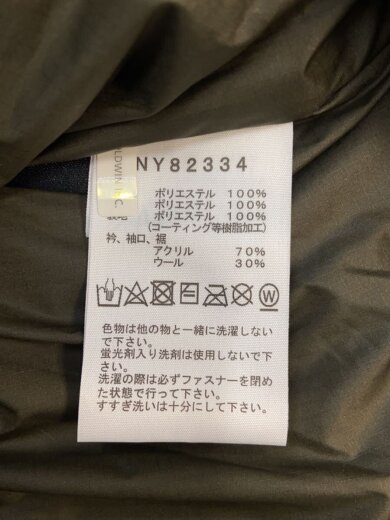 NY82334
LDWIN INC.
ポリエステル 100%
ポリエステル 100%
ポリエステル 100%
(コーティング等樹脂加工)
衿、袖口、裾
アクリル 70%
ウール 30%
W
色物は他の物と一緒に洗濯しない
で下さい。
蛍光剤入り洗剤は使用しないで下
さい。
洗濯の際は必ずファスナーを閉め
た状態で行って下さい。
すすぎ洗いは十分にして下さい。